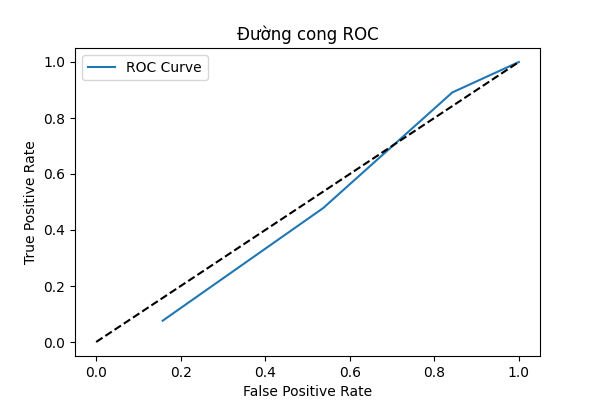 Đường cong ROC
ROC Curve
True Positive Rate
1.0
0.8
0.6
0.4
0.2
0.0
0.0 0.2 0.4 0.6 0.8 1.0
False Positive Rate